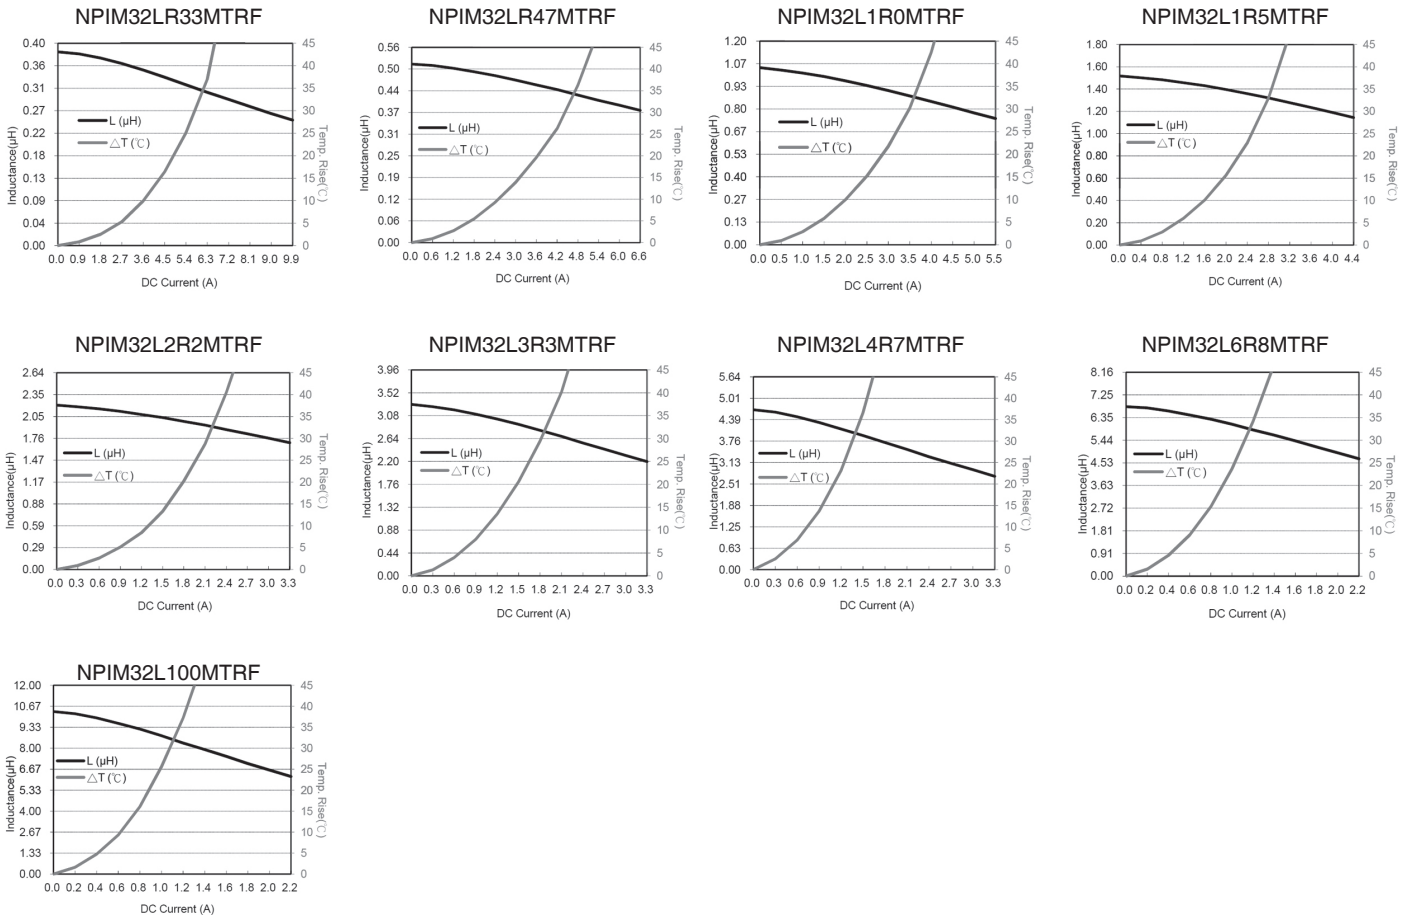 NPIM32LR33MTRF
0.40
0.36
0.31
0.27
0.22
0.18
0.13
0.09
0.04
0.00
Inductance(μH)
L (μH)
△T (℃)
45
40
35
30
25
20
15
10
5
0
Temp. Rise(℃)
0.0 0.9 1.8 2.7 3.6 4.5 5.4 6.3 7.2 8.1 9.0 9.9
DC Current (A)
NPIM32LR47MTRF
0.56
0.50
0.44
0.37
0.31
0.25
0.19
0.12
0.06
0.00
Inductance(μH)
L (μH)
△T (℃)
45
40
35
30
25
20
15
10
5
0
Temp. Rise(℃)
0.0 0.6 1.2 1.8 2.4 3.0 3.6 4.2 4.8 5.4 6.0 6.6
DC Current (A)
NPIM32L1R0MTRF
1.20
1.07
0.93
0.80
0.67
0.53
0.40
0.27
0.13
0.00
Inductance(μH)
L (μH)
△T (℃)
45
40
35
30
25
20
15
10
5
0
Temp. Rise(℃)
0.0 0.5 1.0 1.5 2.0 2.5 3.0 3.5 4.0 4.5 5.0 5.5
DC Current (A)
NPIM32L1R5MTRF
1.80
1.60
1.40
1.20
1.00
0.80
0.60
0.40
0.20
0.00
Inductance(μH)
L (μH)
△T (℃)
45
40
35
30
25
20
15
10
5
0
Temp. Rise(℃)
0.0 0.4 0.8 1.2 1.6 2.0 2.4 2.8 3.2 3.6 4.0 4.4
DC Current (A)
NPIM32L2R2MTRF
2.64
2.35
2.05
1.76
1.47
1.17
0.88
0.59
0.29
0.00
Inductance(μH)
L (μH)
△T (℃)
45
40
35
30
25
20
15
10
5
0
Temp. Rise(℃)
0.0 0.3 0.6 0.9 1.2 1.5 1.8 2.1 2.4 2.7 3.0 3.3
DC Current (A)
NPIM32L3R3MTRF
3.96
3.52
3.08
2.64
2.20
1.76
1.32
0.88
0.44
0.00
Inductance(μH)
L (μH)
△T (℃)
45
40
35
30
25
20
15
10
5
0
Temp. Rise(℃)
0.0 0.3 0.6 0.9 1.2 1.5 1.8 2.1 2.4 2.7 3.0 3.3
DC Current (A)
NPIM32L4R7MTRF
5.64
5.01
4.39
3.76
3.13
2.51
1.88
1.25
0.63
0.00
Inductance(μH)
L (μH)
△T (℃)
45
40
35
30
25
20
15
10
5
0
Temp. Rise(℃)
0.0 0.3 0.6 0.9 1.2 1.5 1.8 2.1 2.4 2.7 3.0 3.3
DC Current (A)
NPIM32L6R8MTRF
8.16
7.25
6.35
5.44
4.53
3.63
2.72
1.81
0.91
0.00
Inductance(μH)
L (μH)
△T (℃)
45
40
35
30
25
20
15
10
5
0
Temp. Rise(℃)
0.0 0.2 0.4 0.6 0.8 1.0 1.2 1.4 1.6 1.8 2.0 2.2
DC Current (A)
NPIM32L100MTRF
12.00
10.67
9.33
8.00
6.67
5.33
4.00
2.67
1.33
0.00
Inductance(μH)
L (μH)
△T (℃)
45
40
35
30
25
20
15
10
5
0
Temp. Rise(℃)
0.0 0.2 0.4 0.6 0.8 1.0 1.2 1.4 1.6 1.8 2.0 2.2
DC Current (A)